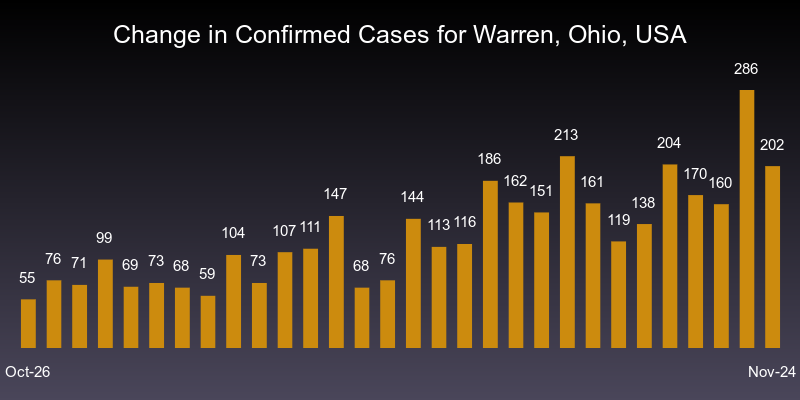 Change in Confirmed Cases for Warren, Ohio, USA
55 76 71 99 69 73 68 59 104 73 107 111 147 68 76 144 113 116 186 162 151 213 161 119 138 204 170 160 286 202
Oct-26 Nov-24